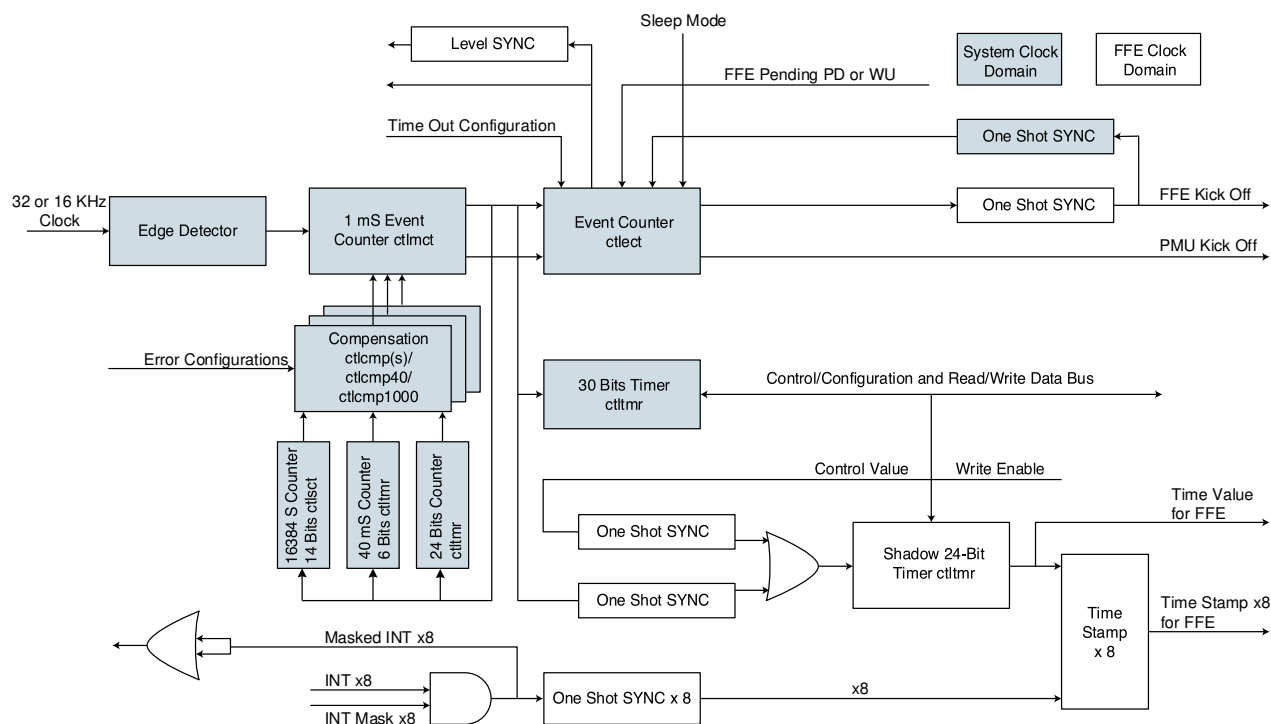 Sleep Mode
Level SYNC
FFE Pending PD or WU
System Clock
Domain
FFE Clock
Domain
Time Out Configuration
One Shot SYNC
32 or 16 KHz
Clock
Edge Detector
1 mS Event
Counter ctlmct
Event Counter
ctlect
One Shot SYNC
FFE Kick Off
PMU Kick Off
Error Configurations
Compensation
ctlcmp(s)/
ctlcmp40/
ctlcmp1000
30 Bits Timer
ctltmr
Control/Configuration and Read/Write Data Bus
16384 S Counter
14 Bits ctlsct
40 mS Counter
6 Bits ctltmr
24 Bits Counter
ctltmr
Control Value
Write Enable
One Shot SYNC
One Shot SYNC
Shadow 24-Bit
Timer ctltmr
Time Value
for FFE
Time
Stamp
x 8
Time Stamp x8
for FFE
Masked INT x8
INT x8
INT Mask x8
One Shot SYNC x 8
x8